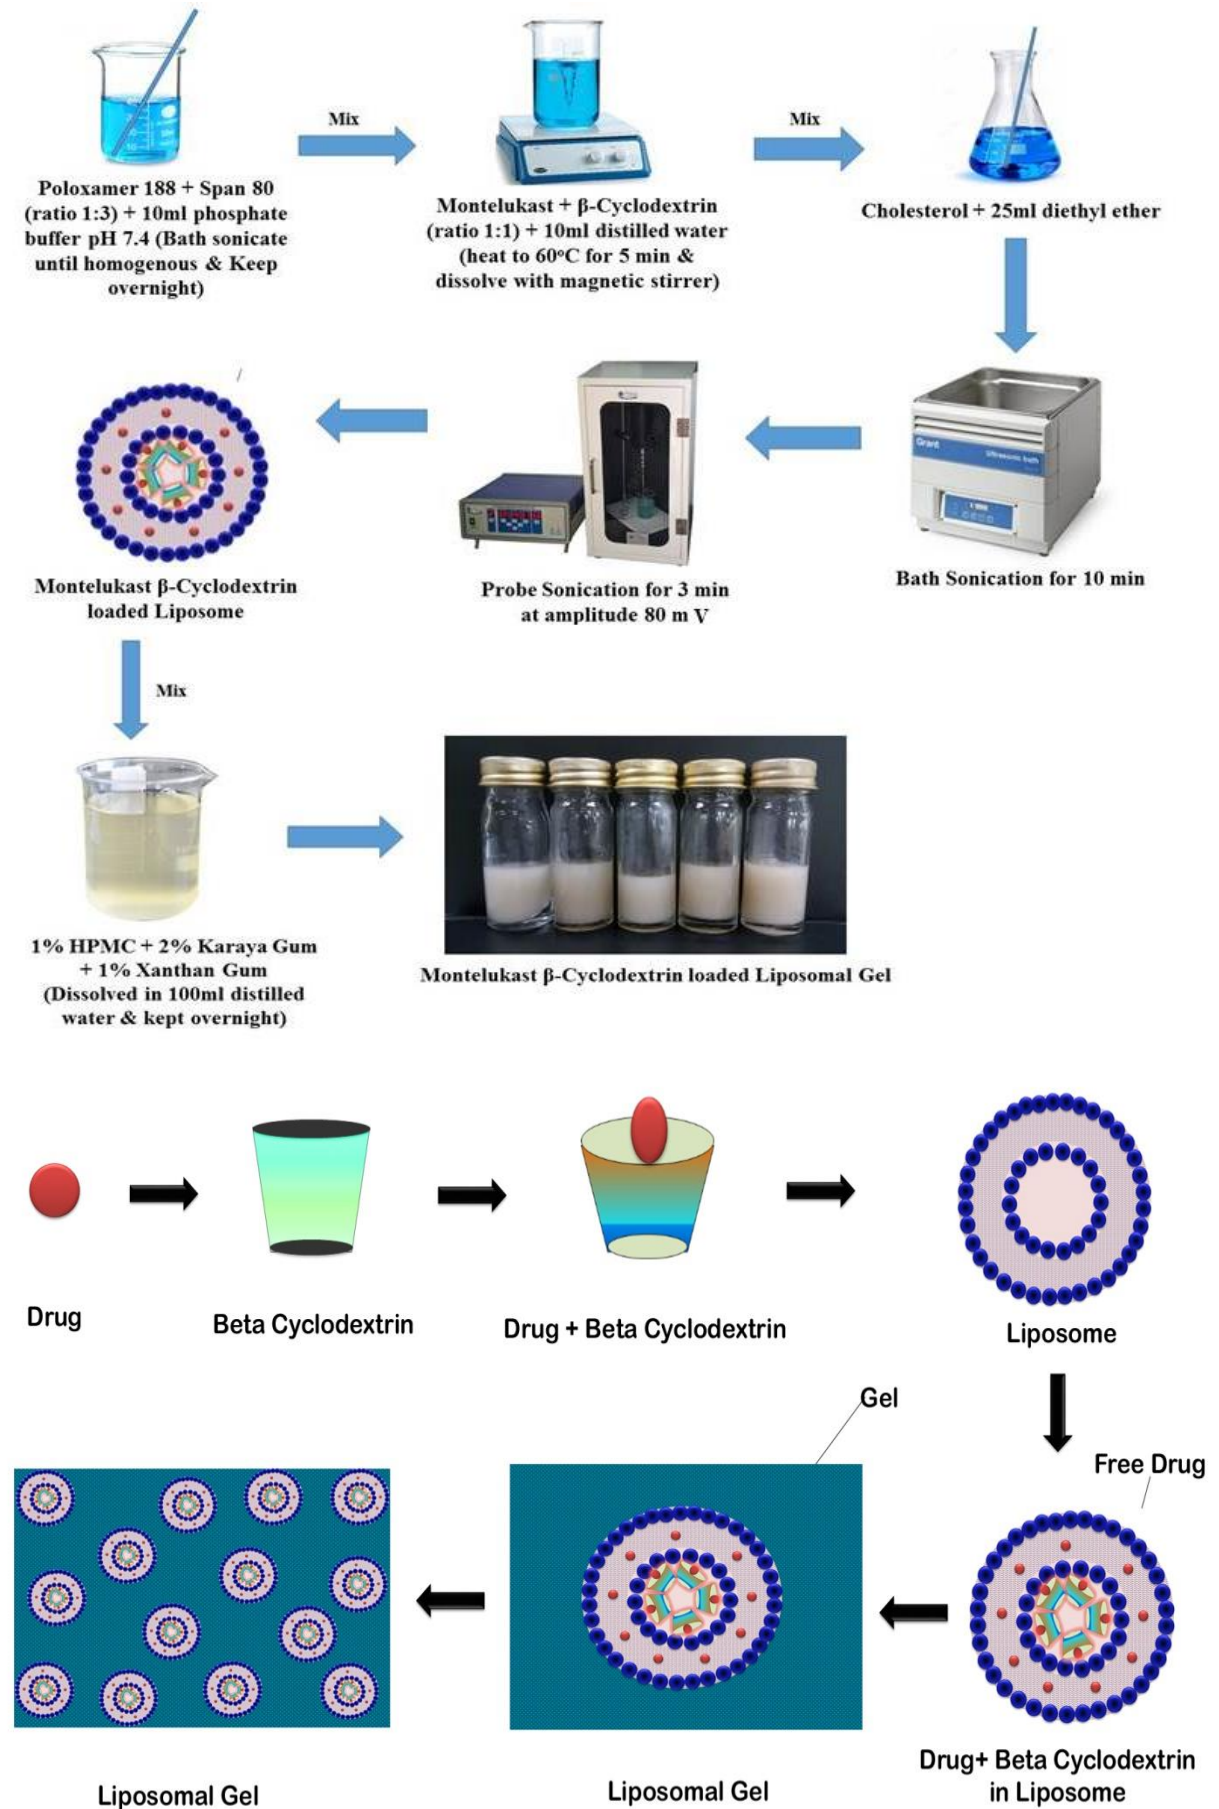 Mix
Mix
Poloxamer 188 + Span 80
(ratio 1:3) + 10ml phosphate
buffer pH 7.4 (Bath sonicate
until homogenous & Keep
overnight)
Montelukast + β-Cyclodextrin
(ratio 1:1) + 10ml distilled water
(heat to 60°C for 5 min &
dissolve with magnetic stirrer)
Cholesterol + 25ml diethyl ether
Grant
Ultrasonic bath
Bath Sonication for 10 min
Probe Sonication for 3 min
at amplitude 80 m V
Montelukast β-Cyclodextrin
loaded Liposome
Mix
1% HPMC + 2% Karaya Gum
+ 1% Xanthan Gum
(Dissolved in 100ml distilled
water & kept overnight)
Montelukast β-Cyclodextrin loaded Liposomal Gel
Drug
Beta Cyclodextrin
Drug + Beta Cyclodextrin
Liposome
Gel
Free Drug
Drug+ Beta Cyclodextrin
in Liposome
Liposomal Gel
Liposomal Gel